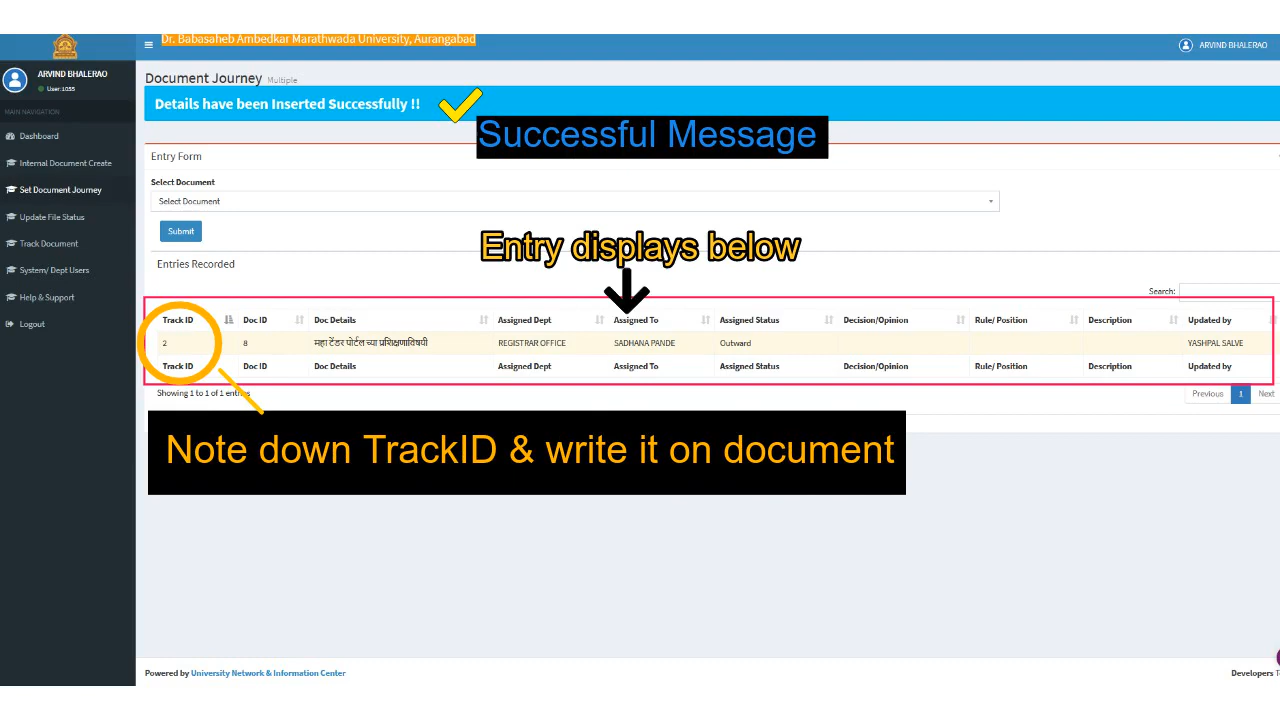 Dr. Babasaheb Ambedkar Marathwada University, Aurangabad
ARVIND BHALERAO
ARVIND BHALERAO
User:1055
MAIN NAVIGATION
Dashboard
Internal Document Create
Set Document Journey
Update File Status
Track Document
System/ Dept Users
Help & Support
Logout
Document Journey Multiple
Details have been Inserted Successfully !!
Successful Message
Entry Form
Select Document
Select Document
Submit
Entry displays below
Entries Recorded
Search:
Track ID Doc ID Doc Details Assigned Dept Assigned To Assigned Status Decision/Opinion Rule/ Position Description Updated by
2 8 महा टेंडर पोर्टल च्या प्रशिक्षणाविषयी REGISTRAR OFFICE SADHANA PANDE Outward YASHPAL SALVE
Track ID Doc ID Doc Details Assigned Dept Assigned To Assigned Status Decision/Opinion Rule/ Position Description Updated by
Showing 1 to 1 of 1 entries
Previous 1 Next
Note down TrackID & write it on document
Powered by University Network & Information Center
Developers